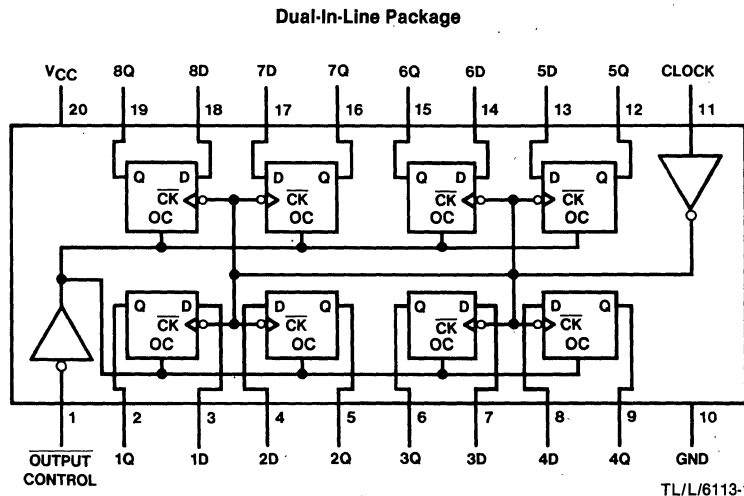 Dual-In-Line Package
VCC 8Q 8D 7D 7Q 6Q 6D 5D 5Q CLOCK
20 19 18 17 16 15 14 13 12 11
Q D D Q Q D D Q
CK CK CK CK
OC OC OC OC
Q D D Q Q D D Q
CK CK CK CK
OC OC OC OC
1 2 3 4 5 6 7 8 9 10
OUTPUT CONTROL 1Q 1D 2D 2Q 3Q 3D 4D 4Q GND
TL/L/6113-